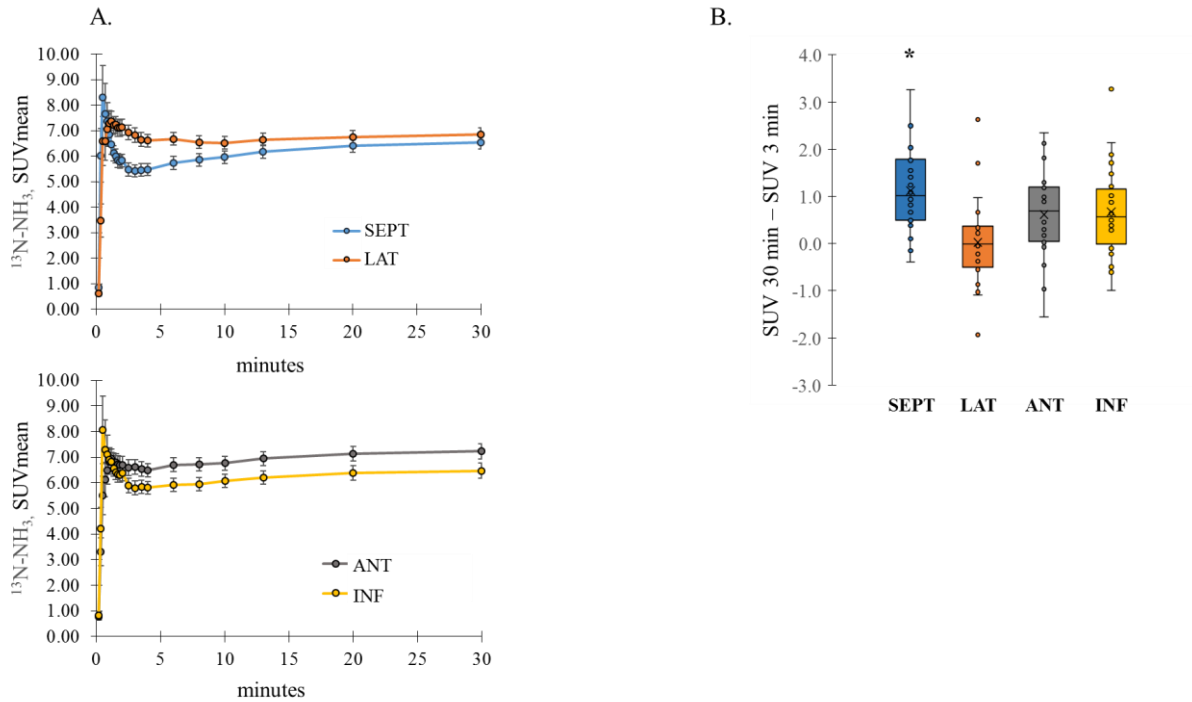 A.
10.00
9.00
8.00
7.00
6.00
5.00
4.00
3.00
2.00
1.00
0.00
¹³N-NH₃, SUVmean
SEPT
LAT
0 5 10 15 20 25 30
minutes
10.00
9.00
8.00
7.00
6.00
5.00
4.00
3.00
2.00
1.00
0.00
¹³N-NH₃, SUVmean
ANT
INF
0 5 10 15 20 25 30
minutes
B.
4.0
3.0
2.0
1.0
0.0
-1.0
-2.0
-3.0
SUV 30 min – SUV 3 min
*
SEPT LAT ANT INF